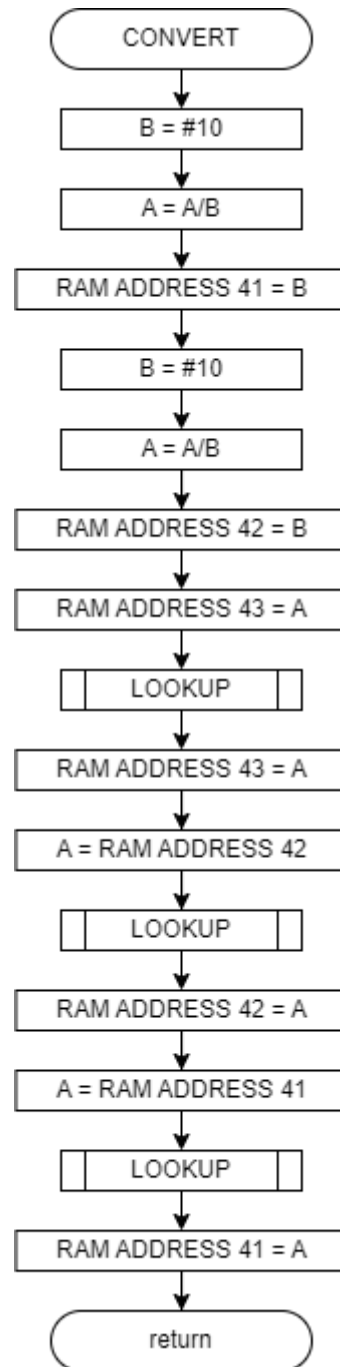 CONVERT
B = #10
A = A/B
RAM ADDRESS 41 = B
B = #10
A = A/B
RAM ADDRESS 42 = B
RAM ADDRESS 43 = A
LOOKUP
RAM ADDRESS 43 = A
A = RAM ADDRESS 42
LOOKUP
RAM ADDRESS 42 = A
A = RAM ADDRESS 41
LOOKUP
RAM ADDRESS 41 = A
return